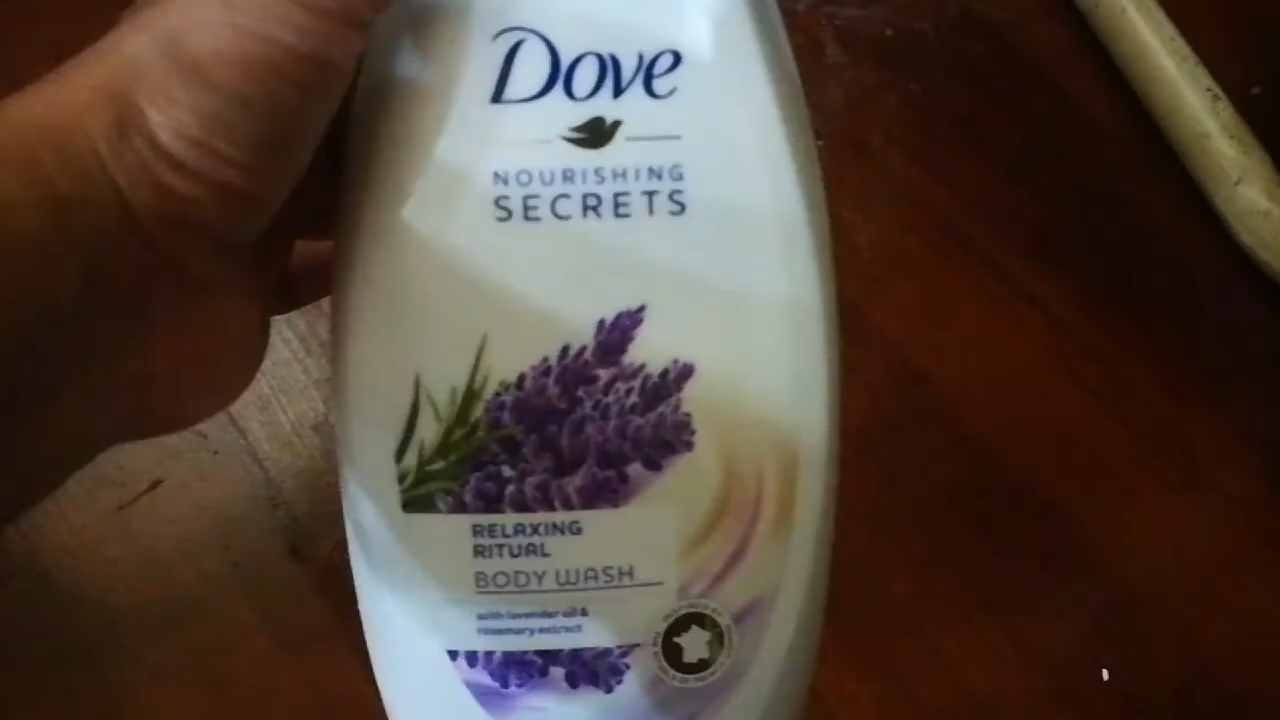 Dove
NOURISHING
SECRETS
RELAXING
RITUAL
BODY WASH
with lavender oil &
rosemary extract